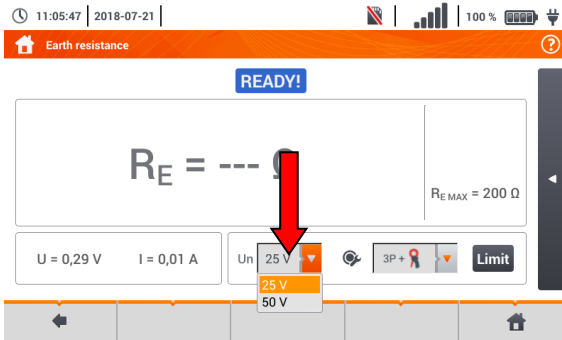 11:05:47 2018-07-21 100 %
Earth resistance ?
READY!
RE = --- Ω
RE MAX = 200 Ω
U = 0,29 V I = 0,01 A Un 25 V 3P + Limit
25 V
50 V